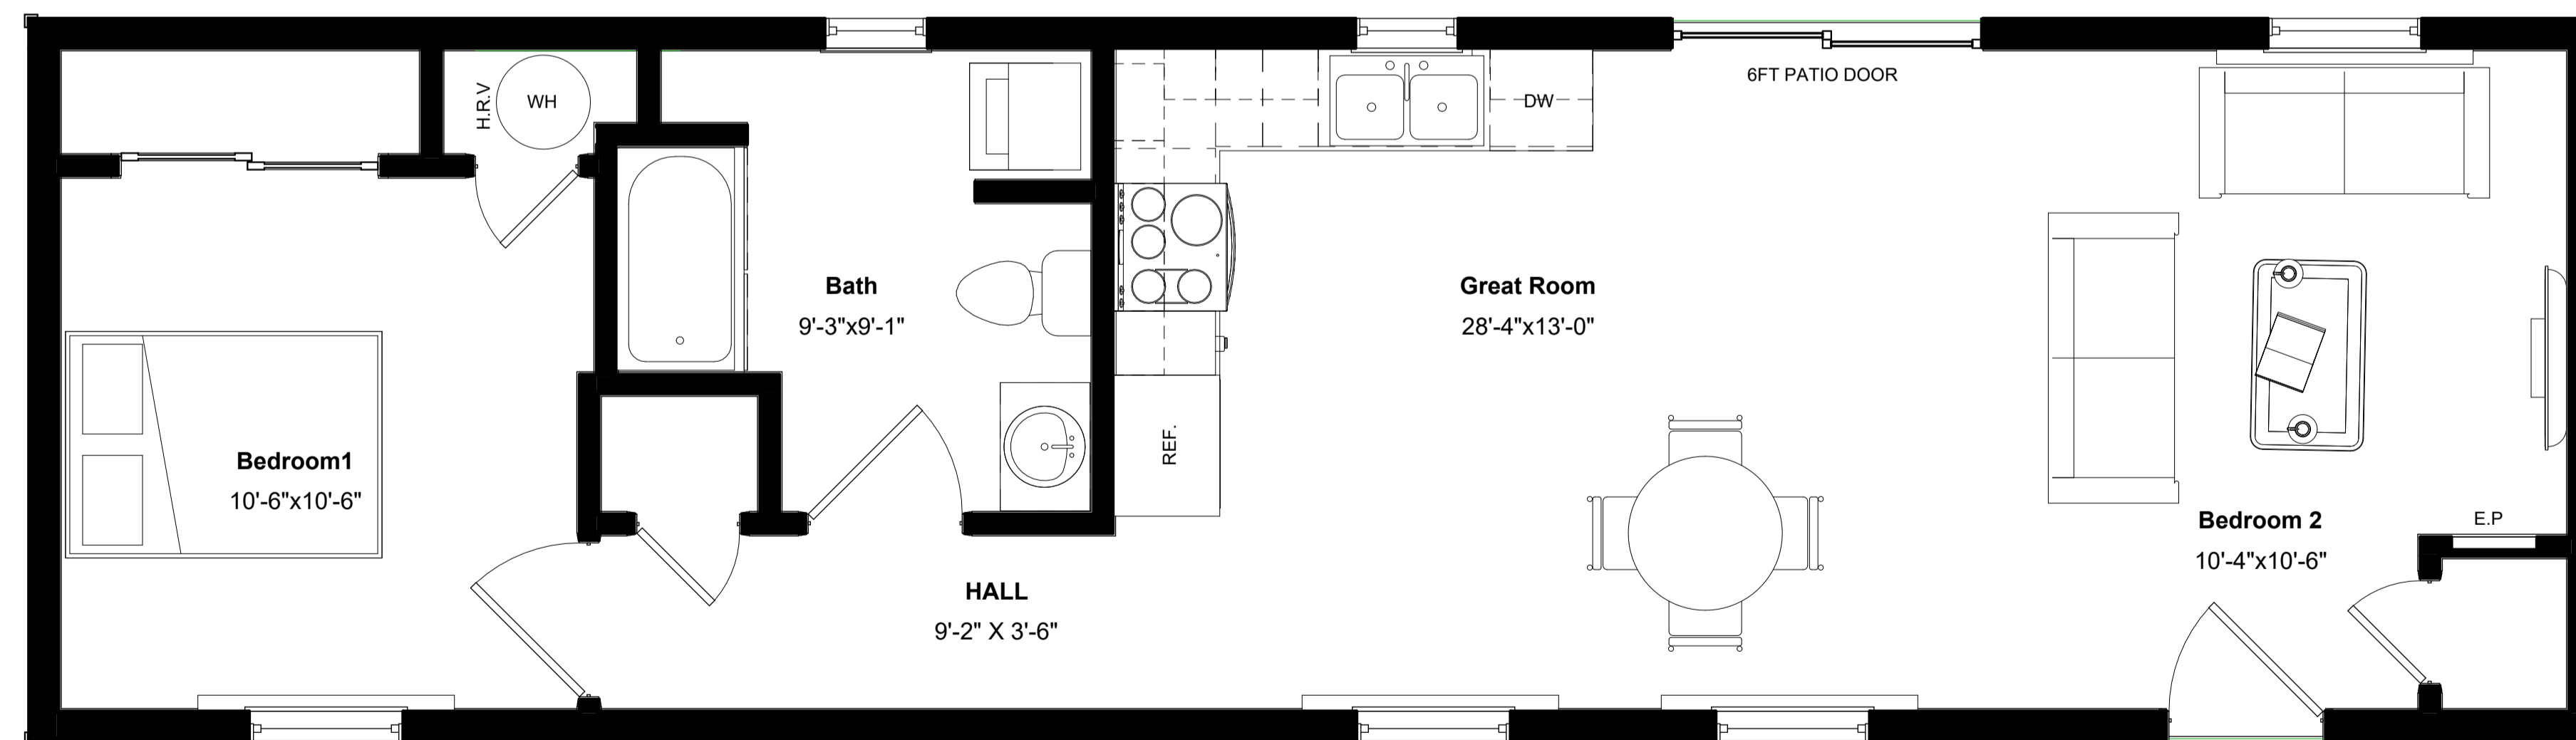 H.R.V
WH
DW
6FT PATIO DOOR
Bath
9'-3"x9'-1"
Great Room
28'-4"x13'-0"
REF.
Bedroom1
10'-6"x10'-6"
Bedroom 2
10'-4"x10'-6"
E.P
HALL
9'-2" X 3'-6"